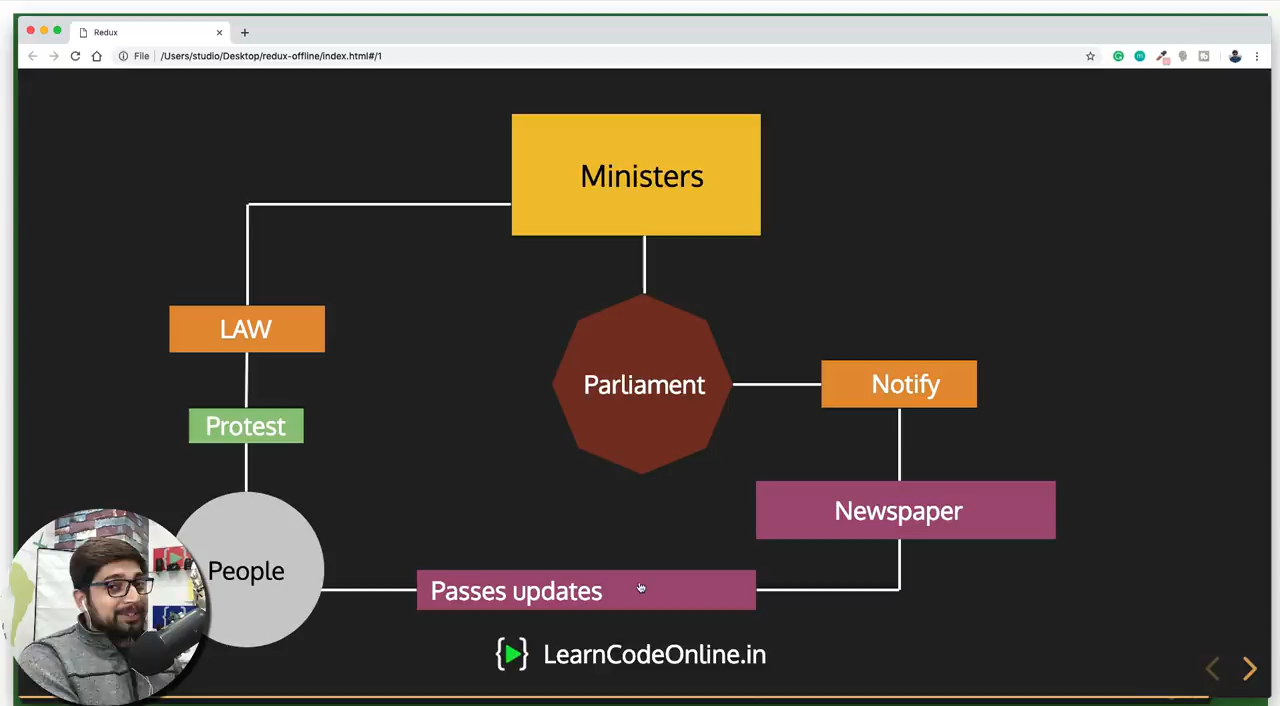 Redux
File
/Users/studio/Desktop/redux-offline/index.html#/1
Ministers
LAW
Parliament
Notify
Protest
Newspaper
People
Passes updates
LearnCodeOnline.in